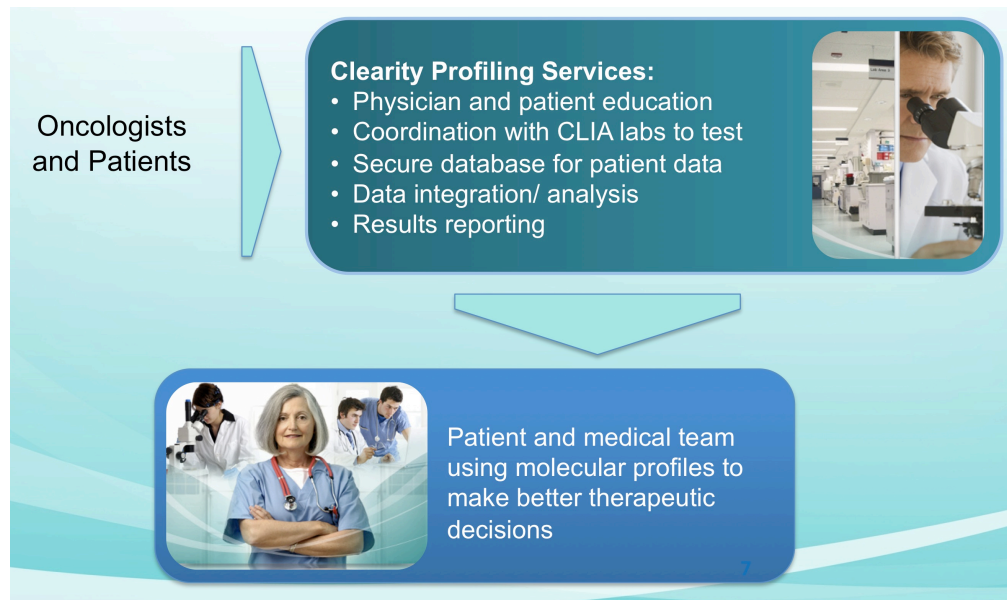 Oncologists
and Patients
Clearity Profiling Services:
• Physician and patient education
• Coordination with CLIA labs to test
• Secure database for patient data
• Data integration/ analysis
• Results reporting
Patient and medical team
using molecular profiles to
make better therapeutic
decisions
7